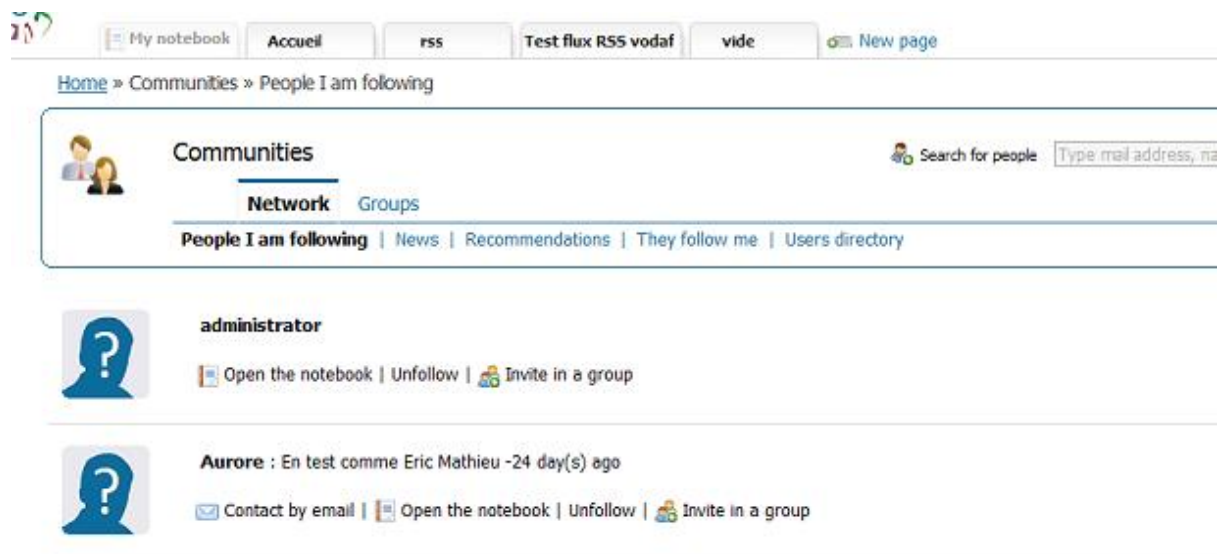 My notebook Accueil rss Test flux RSS vodaf vide New page
Home » Communities » People I am following
Communities Search for people Type mail address, na
Network Groups
People I am following | News | Recommendations | They follow me | Users directory
administrator
Open the notebook | Unfollow | Invite in a group
Aurore : En test comme Eric Mathieu -24 day(s) ago
Contact by email | Open the notebook | Unfollow | Invite in a group